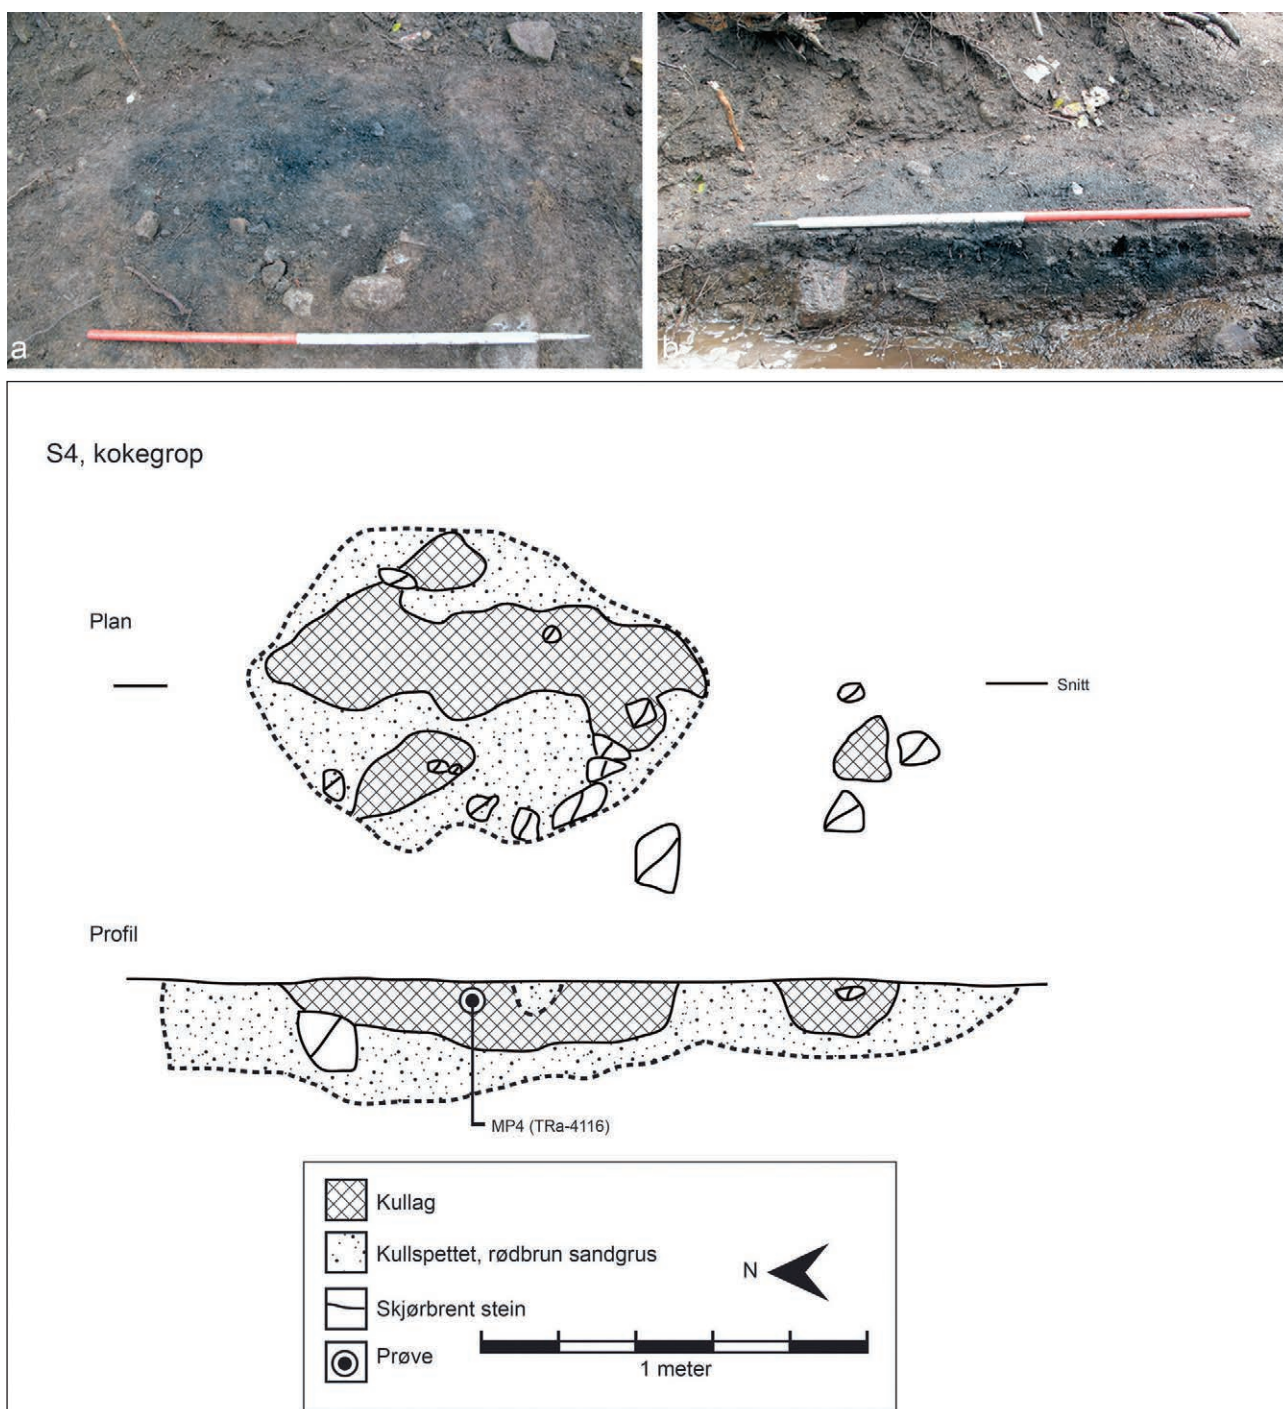 a
b
S4, kokegrop
Plan
Snitt
Profil
MP4 (TRa-4116)
Kullag
Kullspettet, rødbrun sandgrus
N
Skjørbrent stein
Prøve
1 meter